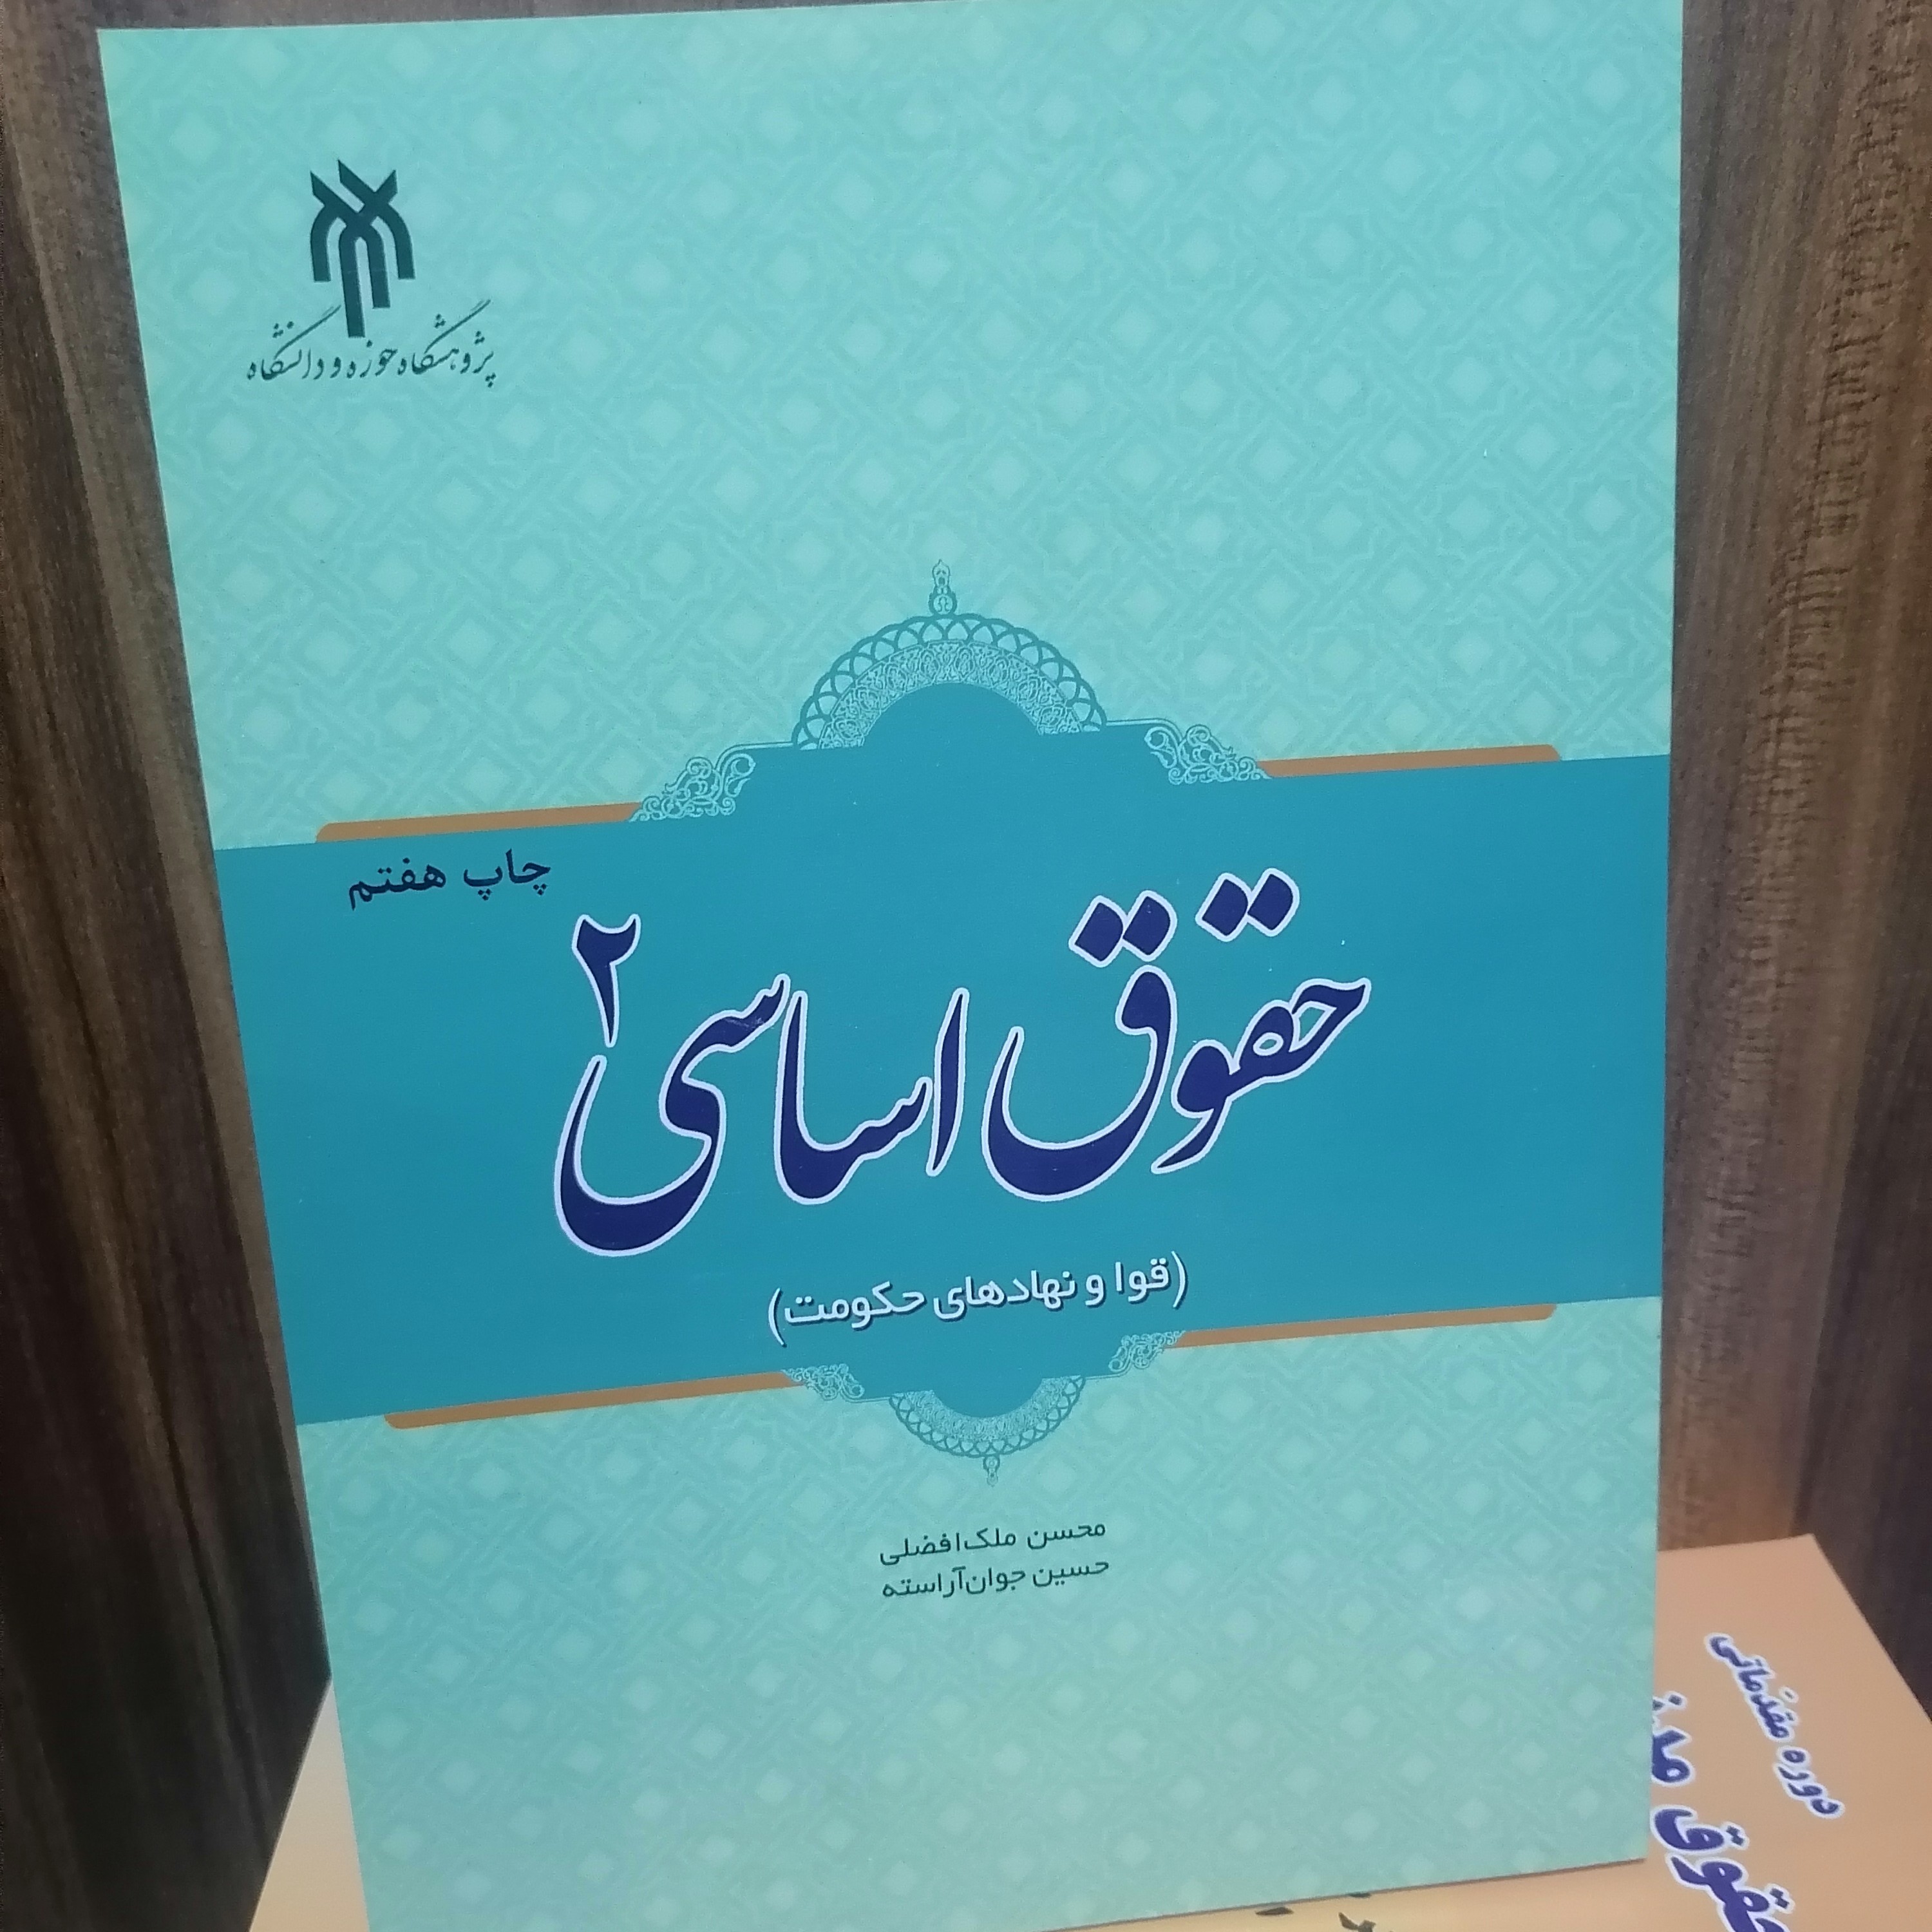 پژوهشگاه حوزه و دانشگاه
چاپ هفتم
حقوق اساسی ۲
(قوا و نهادهای حکومت)
محسن ملک‌افضلی
حسین جوان‌آراسته
دوره مقدماتی
حقوق